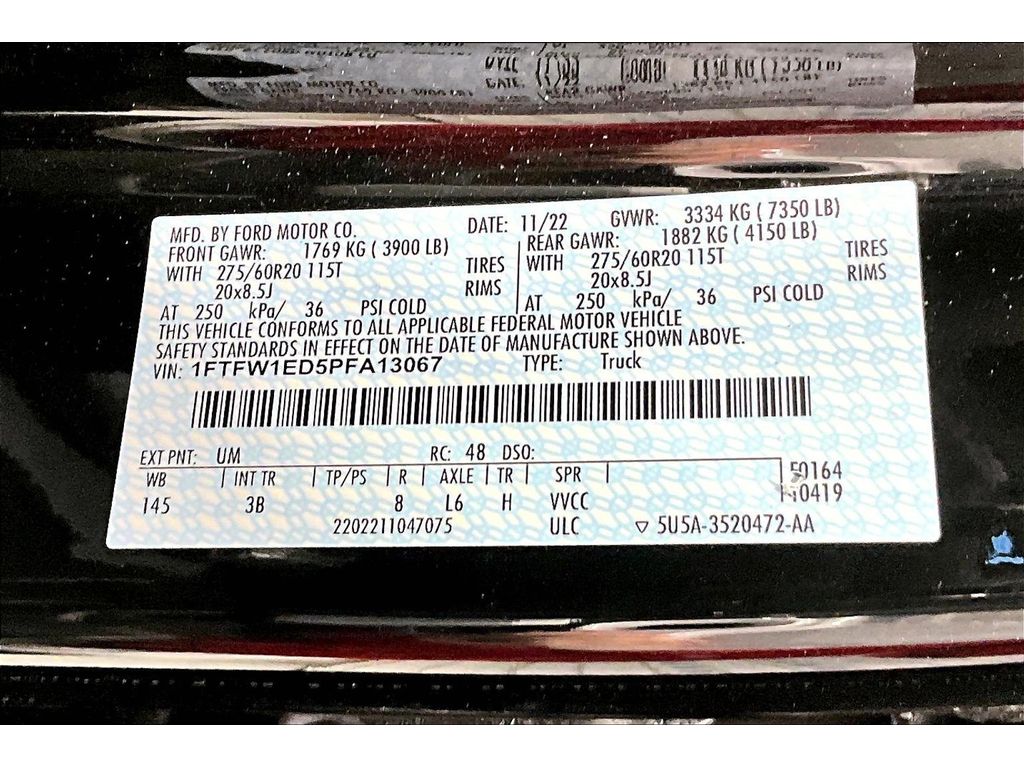 MFD. BY FORD MOTOR CO. DATE: 11/22 GVWR: 3334 KG ( 7350 LB)
FRONT GAWR: 1769 KG ( 3900 LB) REAR GAWR: 1882 KG ( 4150 LB)
WITH 275/60R20 115T TIRES WITH 275/60R20 115T TIRES
20x8.5J RIMS 20x8.5J RIMS
AT 250 kPa/ 36 PSI COLD AT 250 kPa/ 36 PSI COLD
THIS VEHICLE CONFORMS TO ALL APPLICABLE FEDERAL MOTOR VEHICLE
SAFETY STANDARDS IN EFFECT ON THE DATE OF MANUFACTURE SHOWN ABOVE.
VIN: 1FTFW1ED5PFA13067 TYPE: Truck
EXT PNT: UM RC: 48 DSO:
WB INT TR TP/PS R AXLE TR SPR F0164
145 3B 8 L6 H VVCC 10419
2202211047075 ULC ▽ 5U5A-3520472-AA